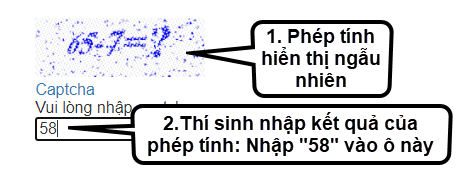 65-7=?
1. Phép tính
hiển thị ngẫu
nhiên
Captcha
Vui lòng nhập
58
2.Thí sinh nhập kết quả của
phép tính: Nhập "58" vào ô này